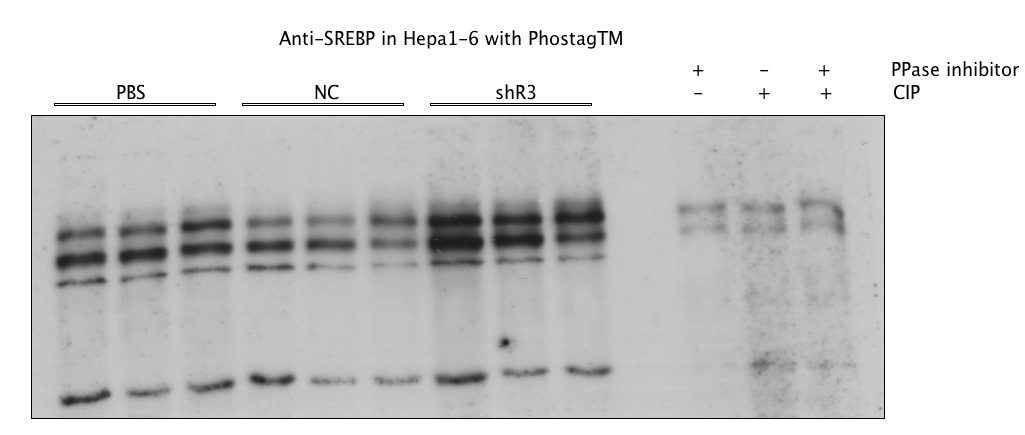 Anti-SREBP in Hepa1-6 with PhostagTM
+ – + PPase inhibitor
PBS NC shR3 – + + CIP